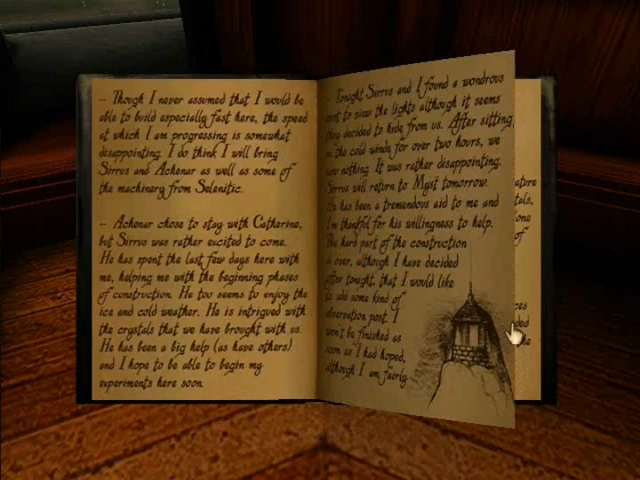 -- Though I never assumed that I would be
able to build especially fast here, the speed
at which I am progressing is somewhat
disappointing. I do think I will bring
Sirrus and Achenar as well as some of
the machinery from Selenitic.
-- Achenar chose to stay with Catherine,
but Sirrus was rather excited to come.
He has spent the last few days here with
me, helping me with the beginning phases
of construction. He too seems to enjoy the
ice and cold weather. He is intrigued with
the crystals that we have brought with us.
He has been a big help (as have others)
and I hope to be able to begin my
experiments here soon.
-- Tonight Sirrus and I found a wondrous
spot to view the lights although it seems
they decided to hide from us. After sitting
in the cold winds for over two hours, we
saw nothing. It was rather disappointing.
Sirrus will return to Myst tomorrow.
He has been a tremendous aid to me and
I'm thankful for his willingness to help.
The hard part of the construction
is over, although I have decided
after tonight, that I would like
to add some kind of
observation post. I
won't be finished as
soon as I had hoped,
although I am fairly
of